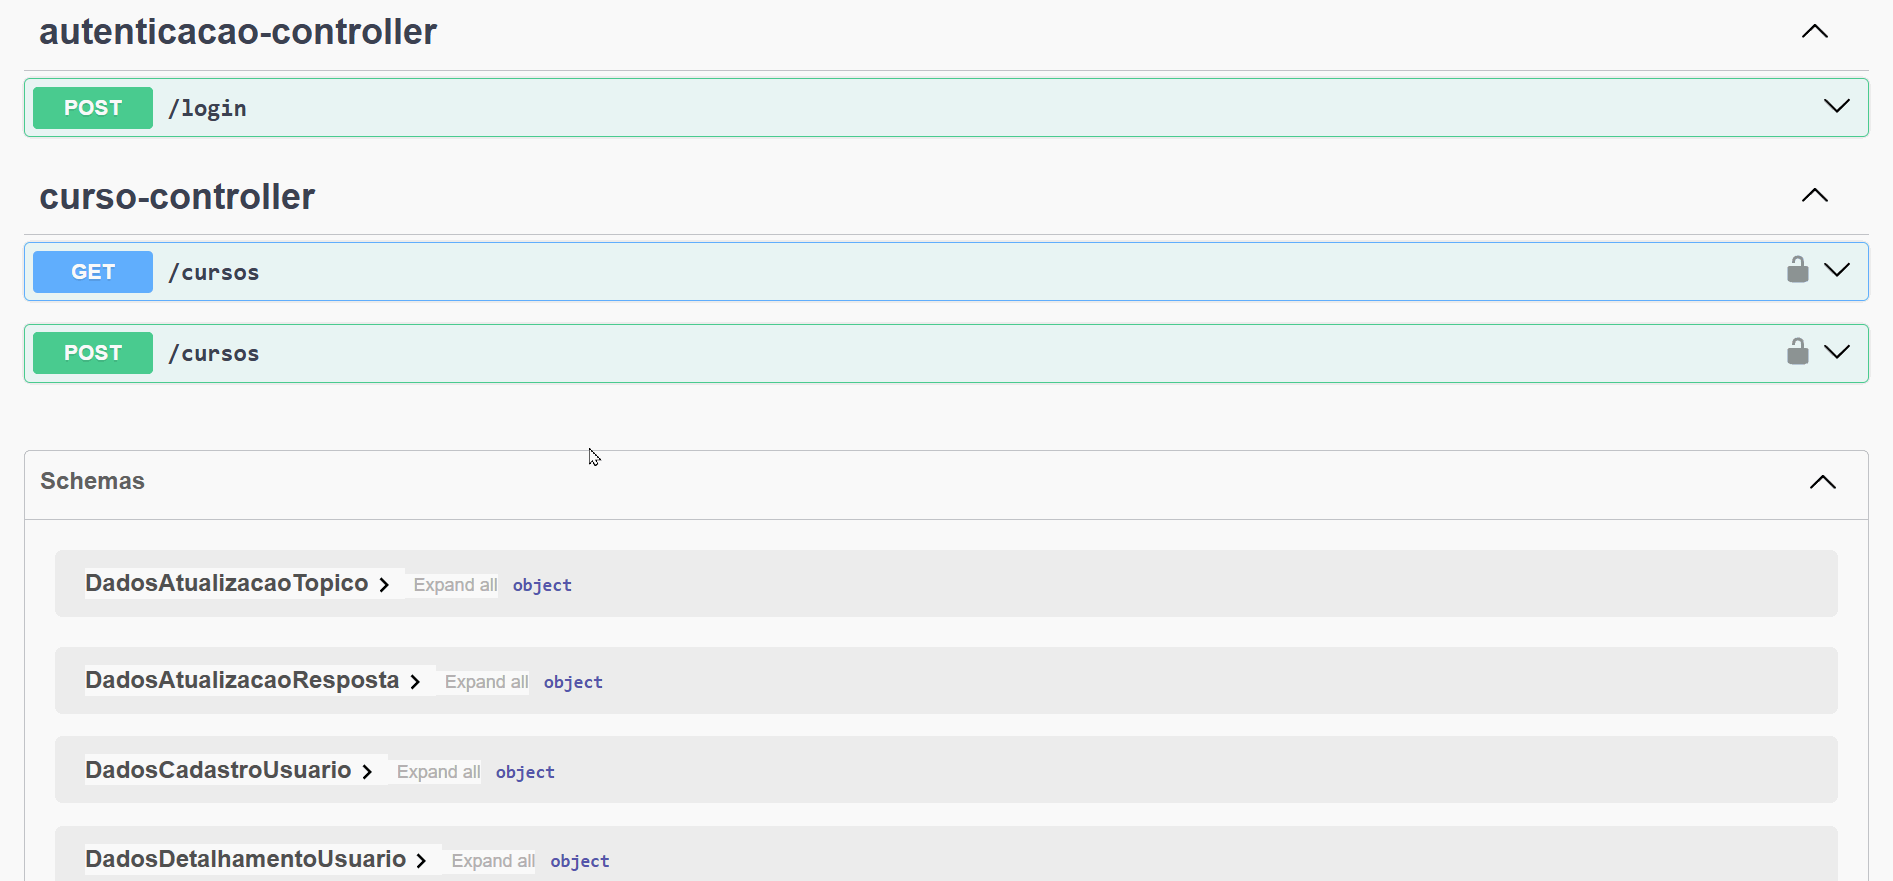 autenticacao-controller
POST /login
curso-controller
GET /cursos
POST /cursos
Schemas
DadosAtualizacaoTopico Expand all object
DadosAtualizacaoResposta Expand all object
DadosCadastroUsuario Expand all object
DadosDetalhamentoUsuario Expand all object